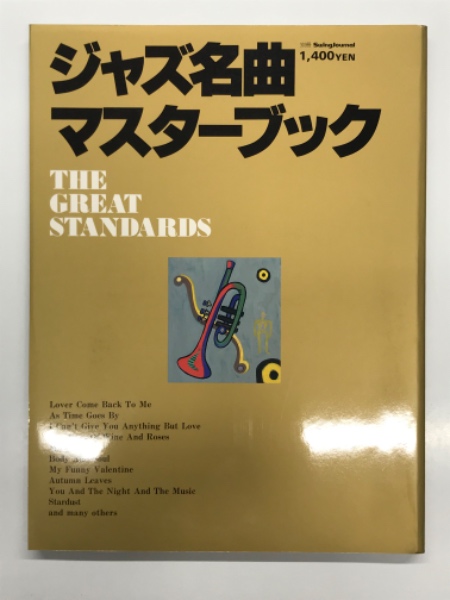 ジャズ名曲
マスターブック
別冊 SwingJournal
1,400YEN
THE
GREAT
STANDARDS
Lover Come Back To Me
As Time Goes By
I Can't Give You Anything But Love
Wine And Roses
Body
My Funny Valentine
Autumn Leaves
You And The Night And The Music
Stardust
and many others